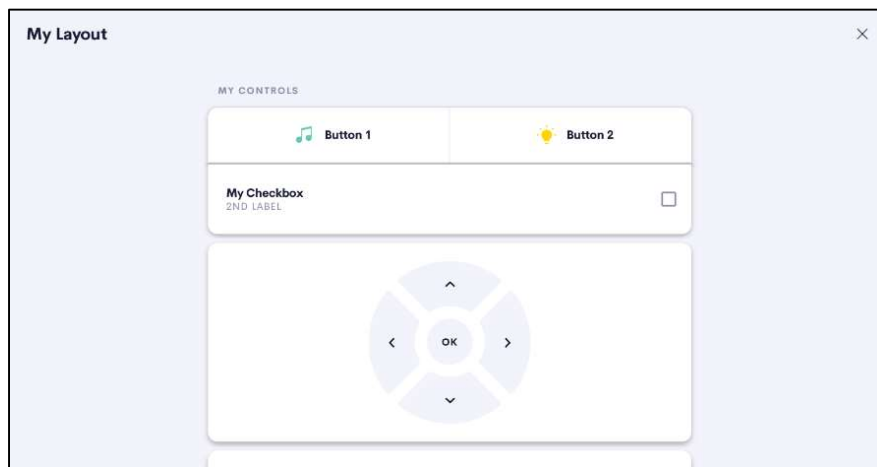 My Layout
MY CONTROLS
Button 1
Button 2
My Checkbox
2ND LABEL
OK